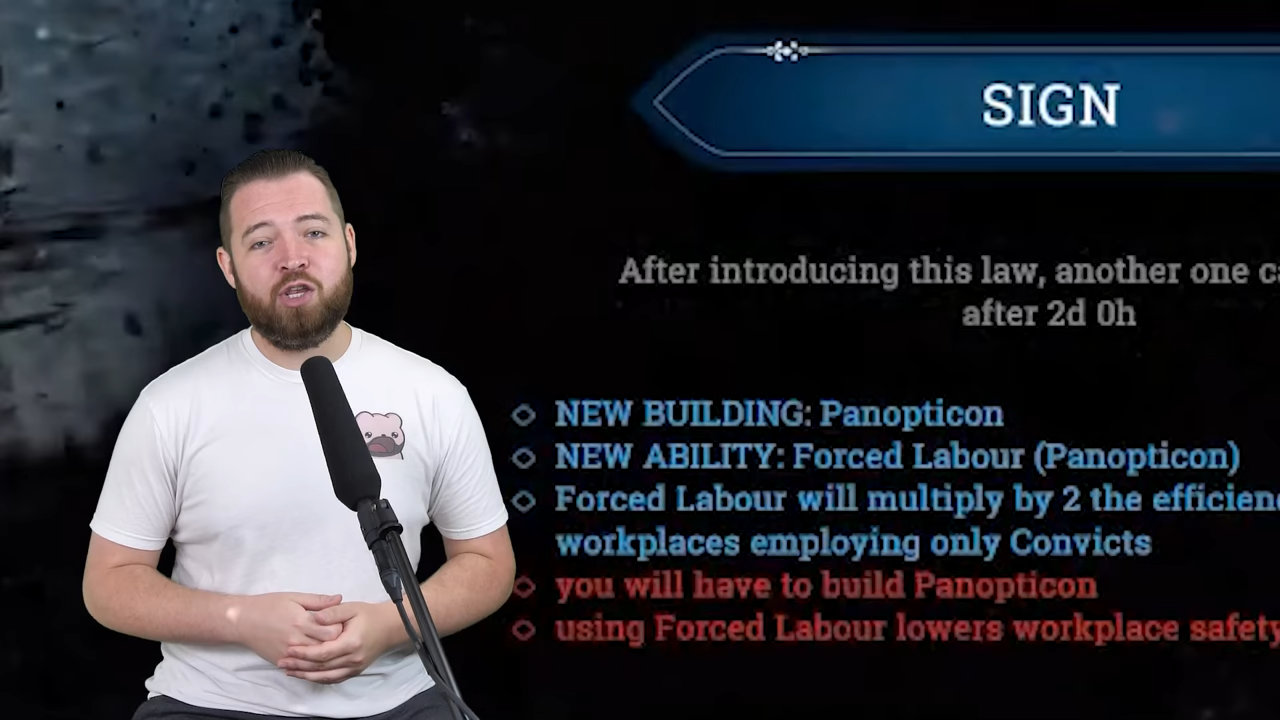 SIGN
After introducing this law, another one
after 2d 0h
NEW BUILDING: Panopticon
NEW ABILITY: Forced Labour (Panopticon)
Forced Labour will multiply by 2 the
workplaces employing only Convicts
you will have to build Panopticon
using Forced Labour lowers workplace safety